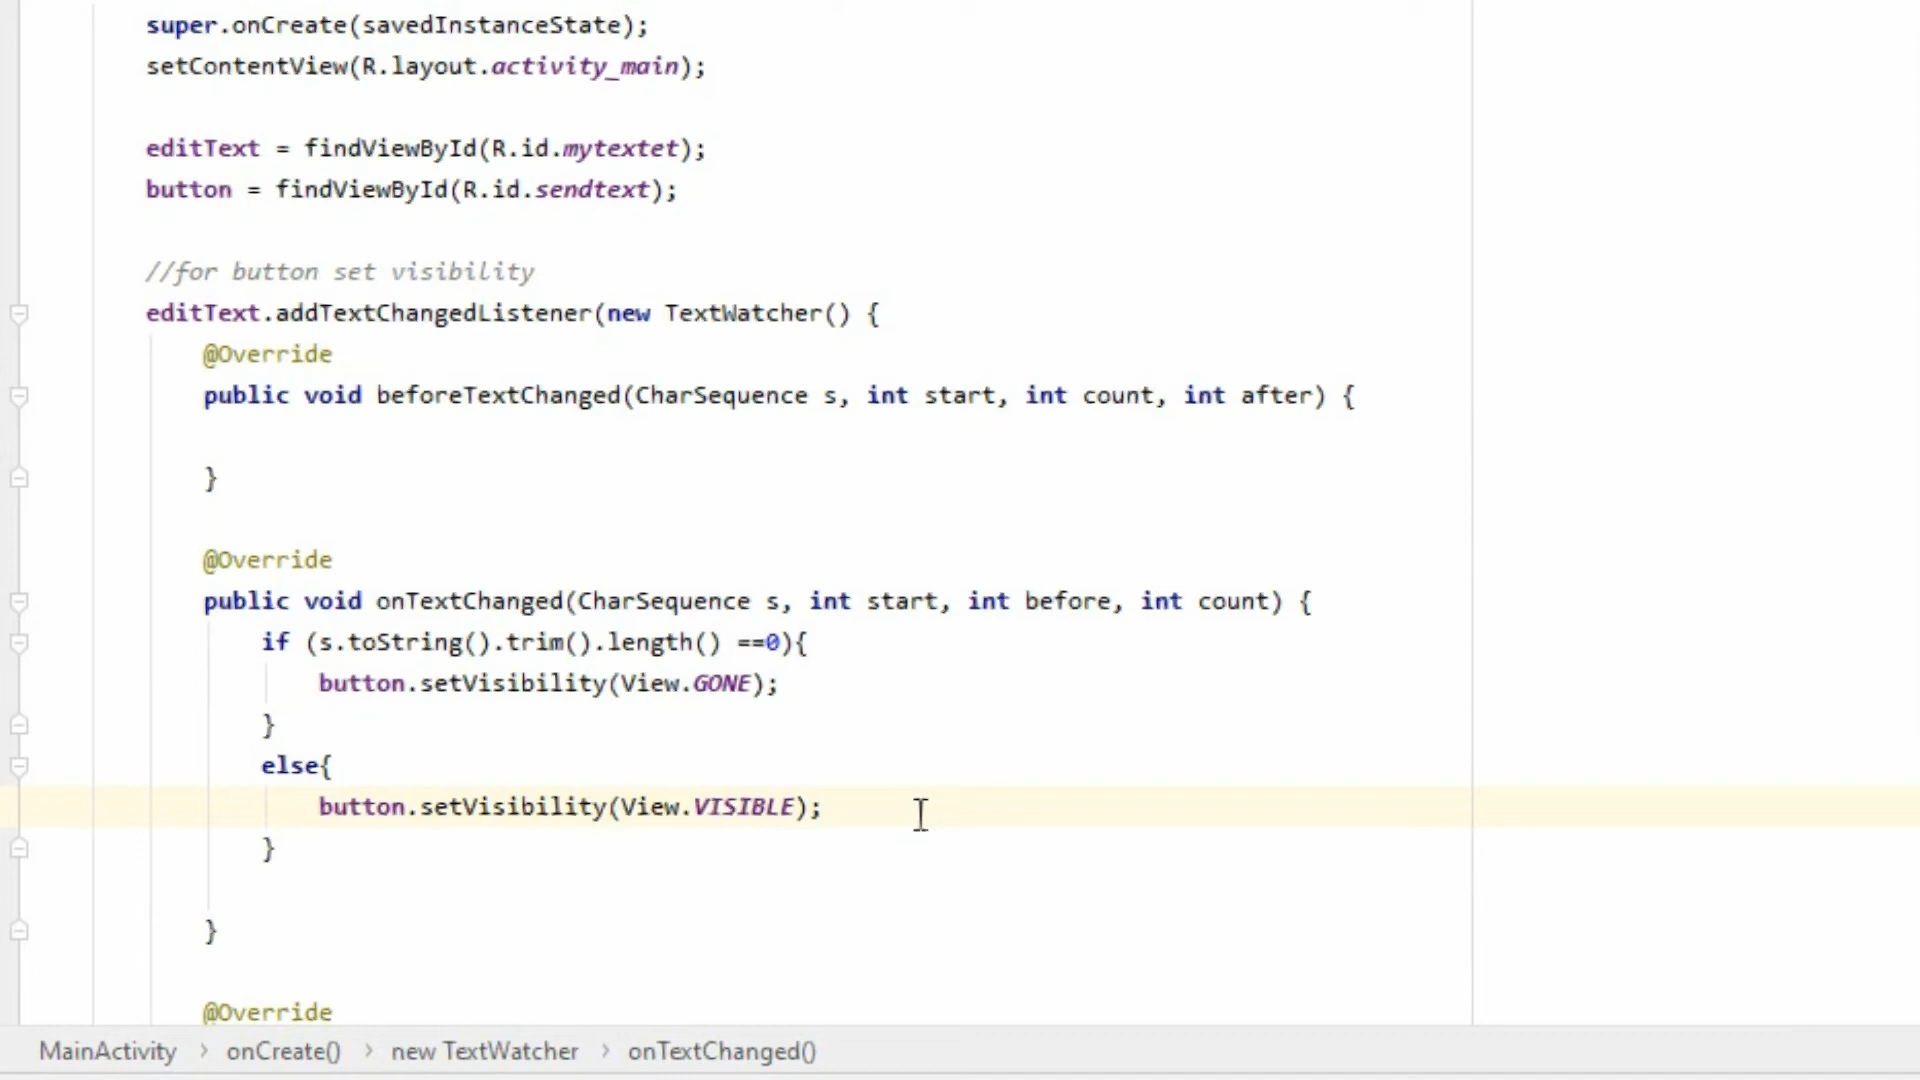 super.onCreate(savedInstanceState);
setContentView(R.layout.activity_main);
editText = findViewById(R.id.mytextet);
button = findViewById(R.id.sendtext);
//for button set visibility
editText.addTextChangedListener(new TextWatcher() {
@Override
public void beforeTextChanged(CharSequence s, int start, int count, int after) {
}
@Override
public void onTextChanged(CharSequence s, int start, int before, int count) {
if (s.toString().trim().length() ==0){
button.setVisibility(View.GONE);
}
else{
button.setVisibility(View.VISIBLE);
}
}
@Override
MainActivity > onCreate() > new TextWatcher > onTextChanged()